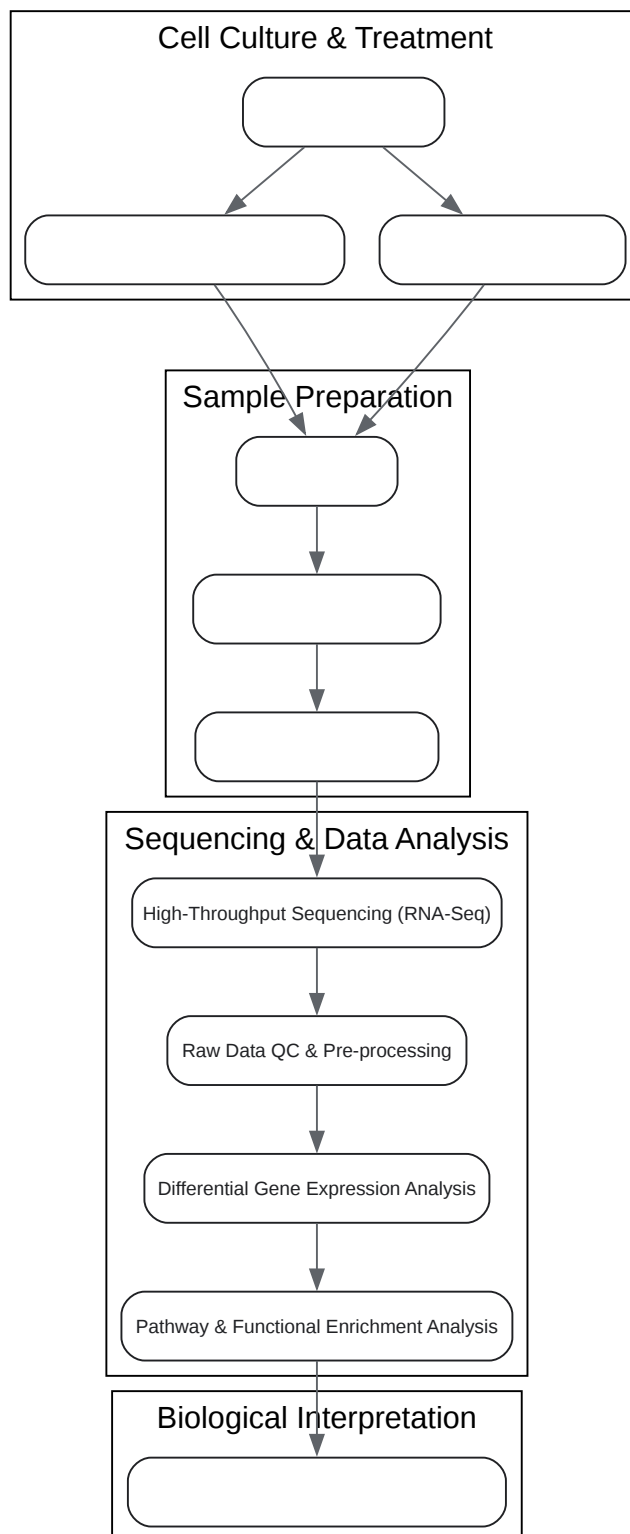 Cell Culture & Treatment
Sample Preparation
Sequencing & Data Analysis
High-Throughput Sequencing (RNA-Seq)
Raw Data QC & Pre-processing
Differential Gene Expression Analysis
Pathway & Functional Enrichment Analysis
Biological Interpretation